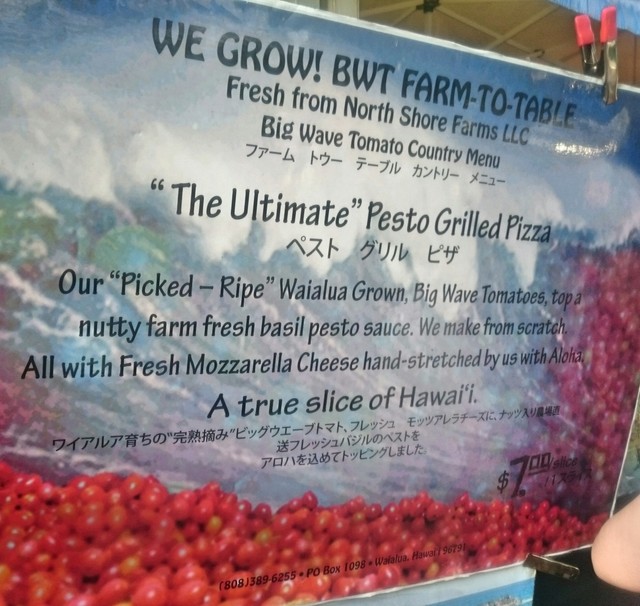 WE GROW! BWT FARM-TO-TABLE
Fresh from North Shore Farms LLC
Big Wave Tomato Country Menu
ファーム トゥー テーブル カントリー メニュー
“The Ultimate” Pesto Grilled Pizza
ペスト グリル ピザ
Our “Picked – Ripe” Waialua Grown, Big Wave Tomatoes, top a
nutty farm fresh basil pesto sauce. We make from scratch.
All with Fresh Mozzarella Cheese hand-stretched by us with Aloha.
A true slice of Hawai‘i.
ワイアルア育ちの“完熟摘み”ビッグウエーブトマト、フレッシュ モッツアレラチーズに、ナッツ入り農場直
送フレッシュバジルのペストを
アロハを込めてトッピングしました
$7.00/slice
/1スライス
(808)389-6255 • PO Box 1098 • Waialua, Hawai‘i 96791